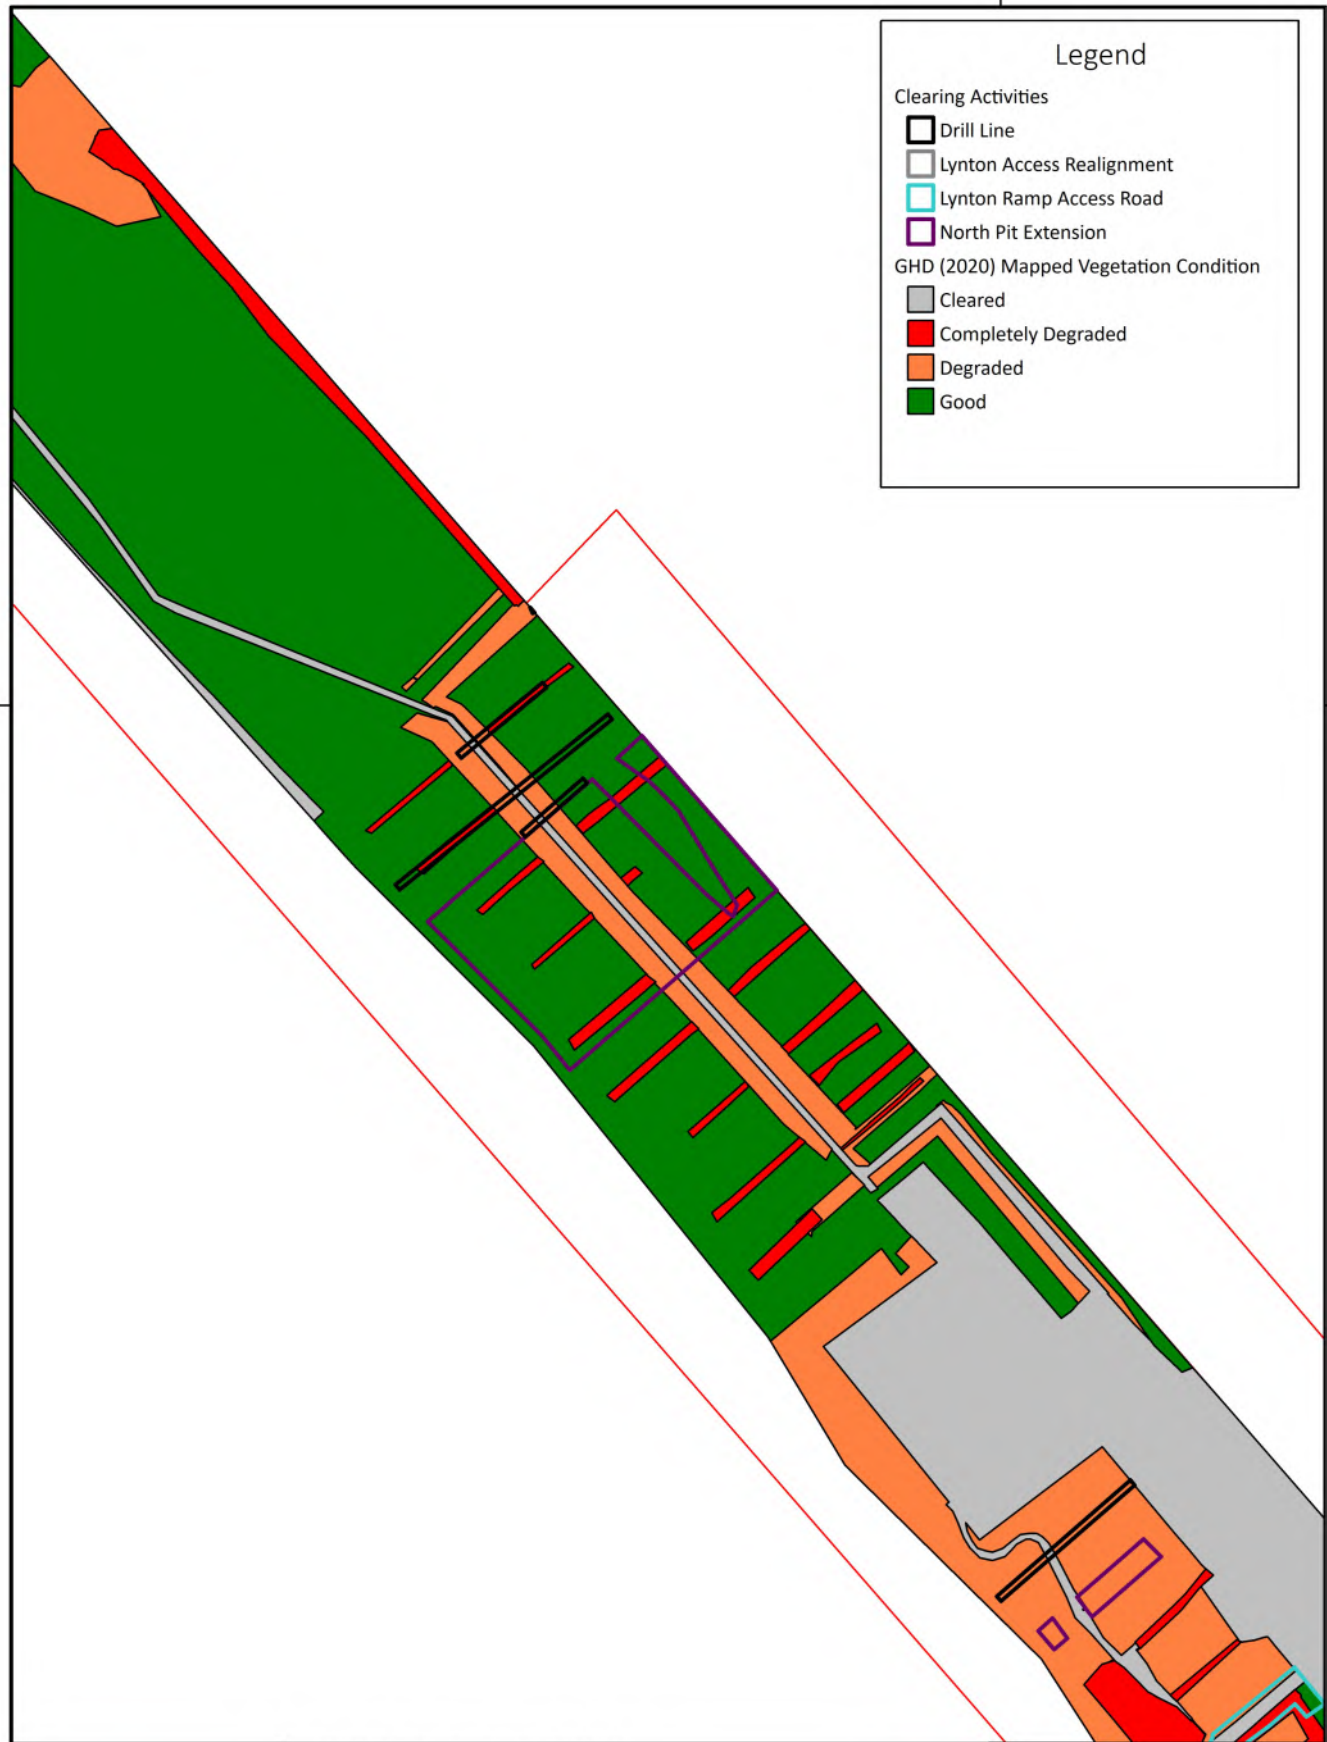 Legend
Clearing Activities
Drill Line
Lynton Access Realignment
Lynton Ramp Access Road
North Pit Extension
GHD (2020) Mapped Vegetation Condition
Cleared
Completely Degraded
Degraded
Good